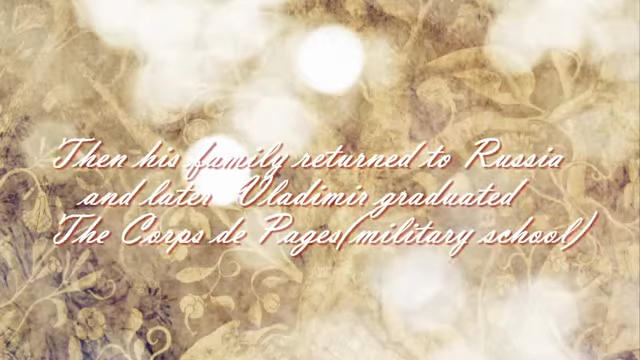 Then his family returned to Russia
and later Vladimir graduated
The Corps de Pages(military school)